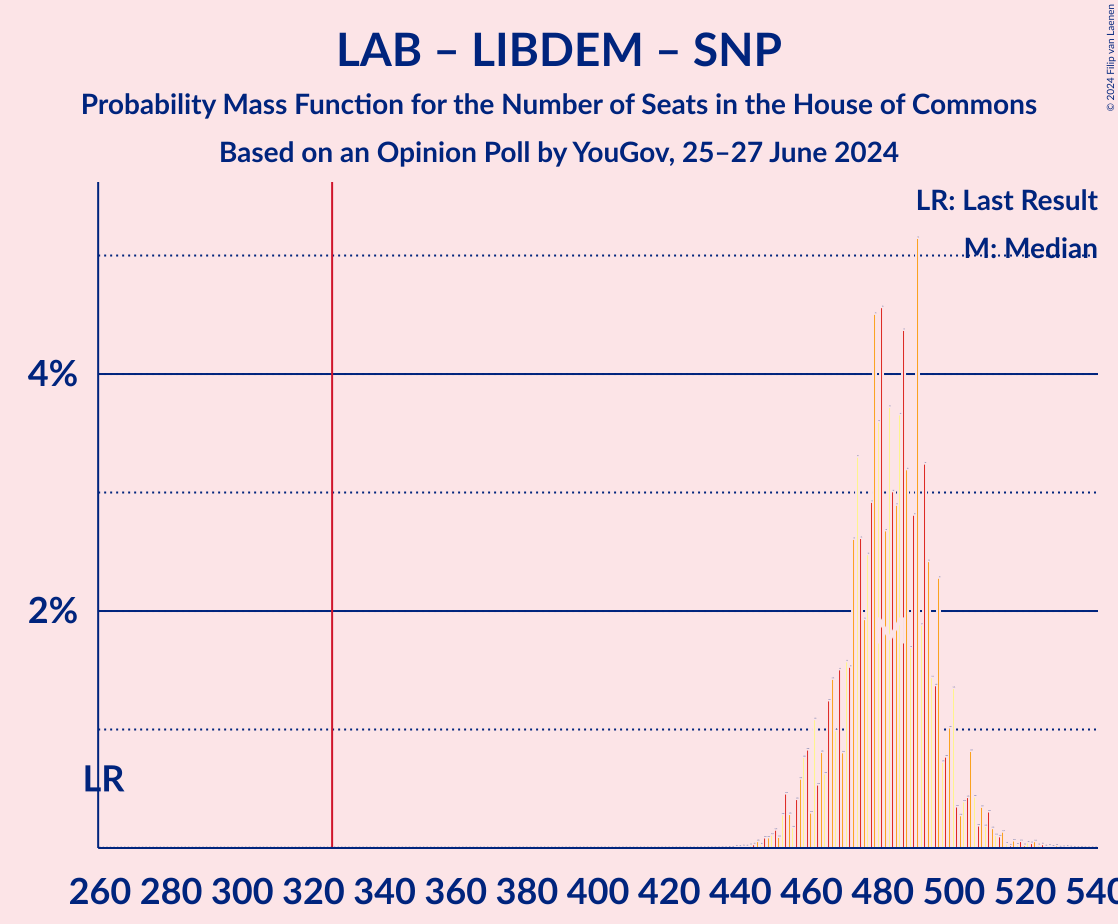 LAB – LIBDEM – SNP
Probability Mass Function for the Number of Seats in the House of Commons
Based on an Opinion Poll by YouGov, 25–27 June 2024
© 2024 Filip van Laenen
LR: Last Result
M: Median
4%
2%
LR
260 280 300 320 340 360 380 400 420 440 460 480 500 520 540